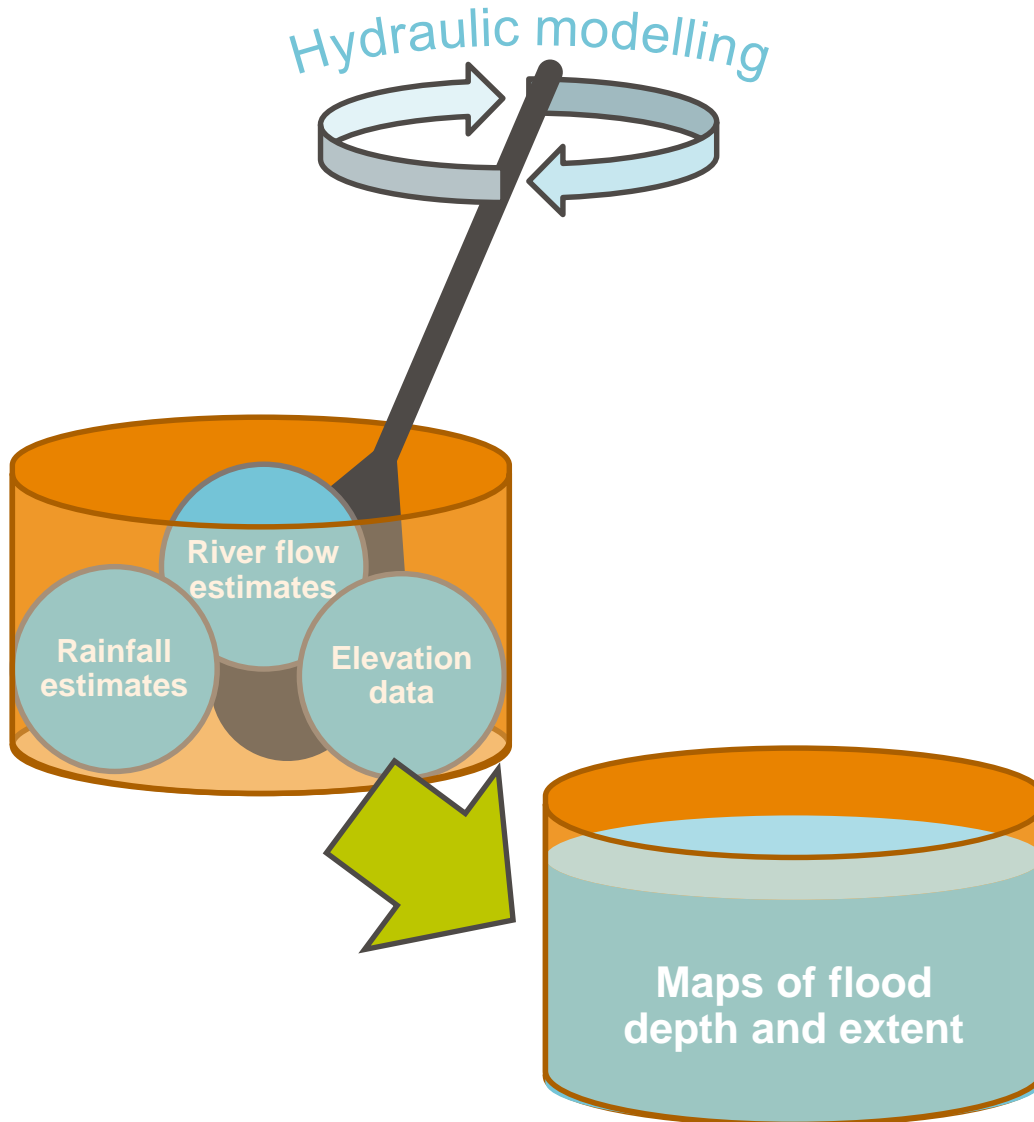 Hydraulic modelling
River flow
estimates
Rainfall
estimates
Elevation
data
Maps of flood
depth and extent